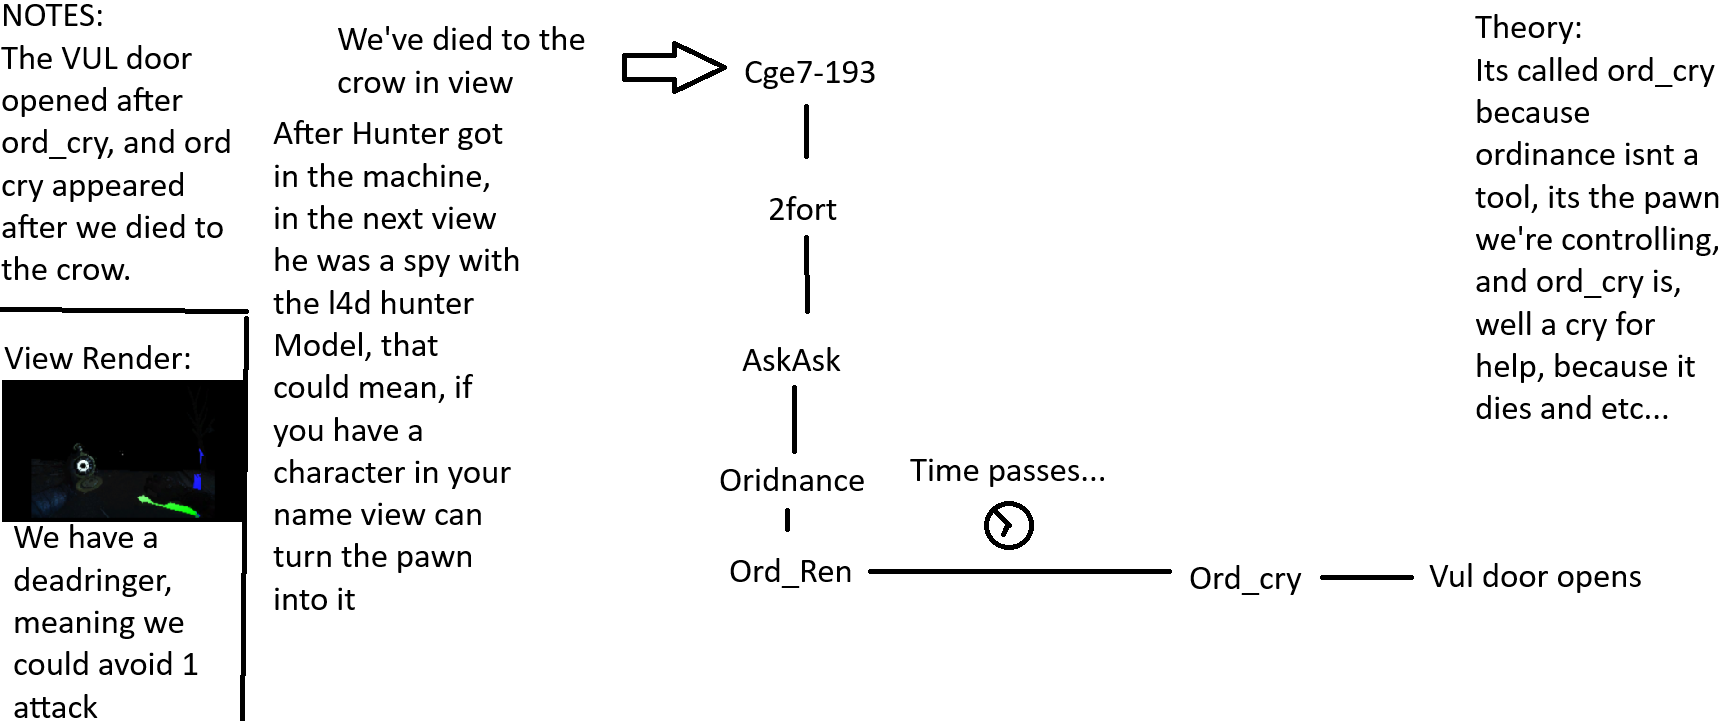 NOTES:
The VUL door
opened after
ord_cry, and ord
cry appeared
after we died to
the crow.
View Render:
We have a
deadringer,
meaning we
could avoid 1
attack
We've died to the
crow in view
After Hunter got
in the machine,
in the next view
he was a spy with
the l4d hunter
Model, that
could mean, if
you have a
character in your
name view can
turn the pawn
into it
Cge7-193
2fort
AskAsk
Oridnance
Ord_Ren
Time passes...
Ord_cry
Vul door opens
Theory:
Its called ord_cry
because
ordinance isnt a
tool, its the pawn
we're controlling,
and ord_cry is,
well a cry for
help, because it
dies and etc...